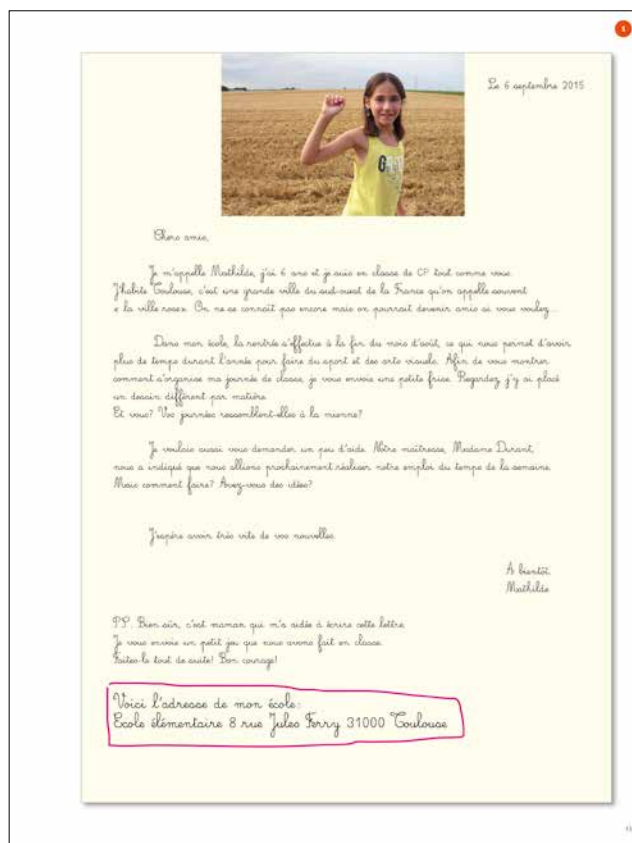 1
Le 6 septembre 2015
Chers amis,
Je m'appelle Mathilde, j'ai 6 ans et je suis en classe de CP tout comme vous.
J'habite Toulouse, c'est une grande ville du sud-ouest de la France qu'on appelle souvent
« la ville rose ». On ne se connaît pas encore mais on pourrait devenir amis si vous voulez...
Dans mon école, la rentrée s'effectue à la fin du mois d'août, ce qui nous permet d'avoir
plus de temps durant l'année pour faire du sport et des arts visuels. Afin de vous montrer
comment s'organise ma journée de classe, je vous envoie une petite frise. Regardez, j'y ai placé
un dessin différent par matière.
Et vous? Vos journées ressemblent-elles à la mienne?
Je voulais aussi vous demander un peu d'aide. Notre maîtresse, Madame Durant,
nous a indiqué que nous allions prochainement réaliser notre emploi du temps de la semaine.
Mais comment faire? Avez-vous des idées?
J'espère avoir très vite de vos nouvelles.
A bientôt,
Mathilde
P.P. Bien sûr, c'est maman qui m'a aidée à écrire cette lettre.
Je vous envoie un petit jeu que nous avons fait en classe.
Faites-le tout de suite! Bon courage!
Voici l'adresse de mon école:
Ecole élémentaire 8 rue Jules Ferry 31000 Toulouse